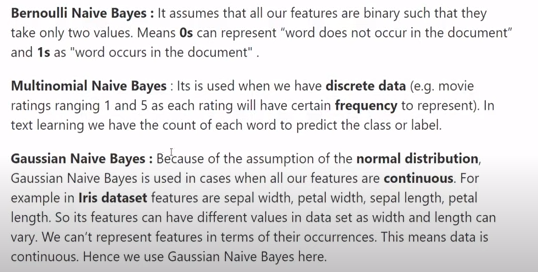 Bernoulli Naive Bayes : It assumes that all our features are binary such that they
take only two values. Means 0s can represent “word does not occur in the document”
and 1s as "word occurs in the document" .
Multinomial Naive Bayes : Its is used when we have discrete data (e.g. movie
ratings ranging 1 and 5 as each rating will have certain frequency to represent). In
text learning we have the count of each word to predict the class or label.
Gaussian Naive Bayes : Because of the assumption of the normal distribution,
Gaussian Naive Bayes is used in cases when all our features are continuous. For
example in Iris dataset features are sepal width, petal width, sepal length, petal
length. So its features can have different values in data set as width and length can
vary. We can’t represent features in terms of their occurrences. This means data is
continuous. Hence we use Gaussian Naive Bayes here.